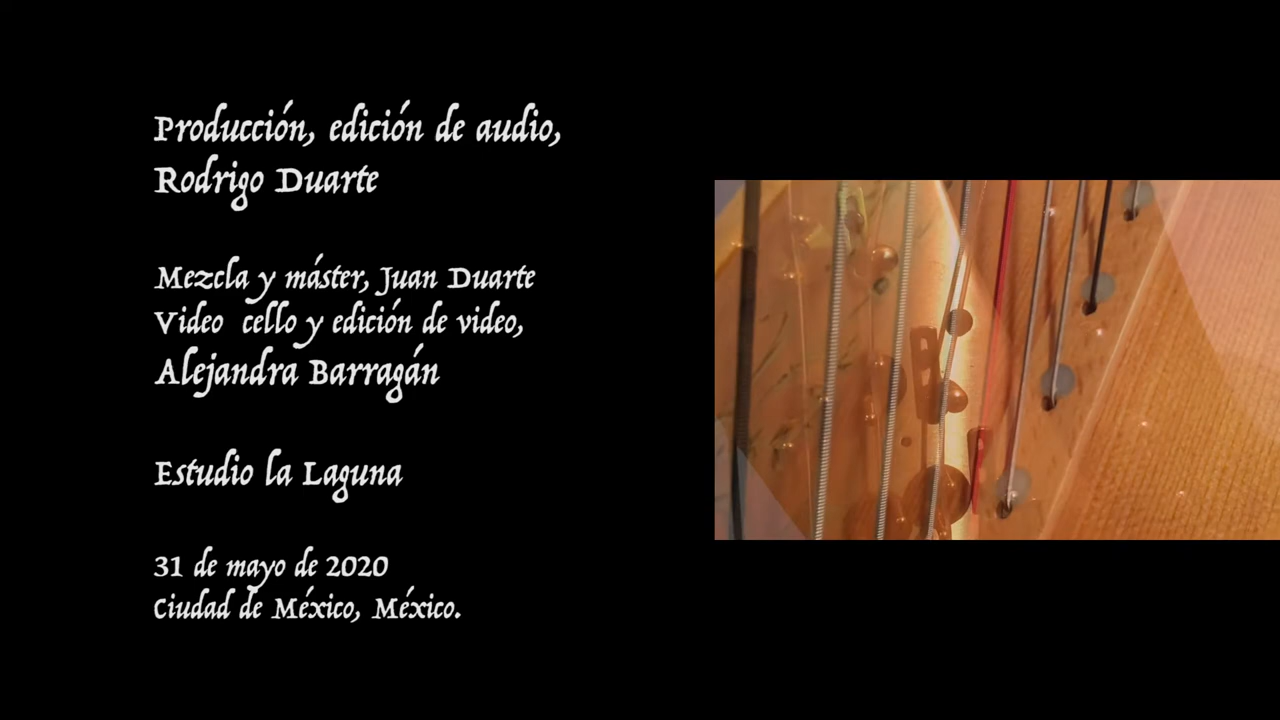 Producción, edición de audio,
Rodrigo Duarte
Mezcla y máster, Juan Duarte
Video cello y edición de video,
Alejandra Barragán
Estudio la Laguna
31 de mayo de 2020
Ciudad de México, México.